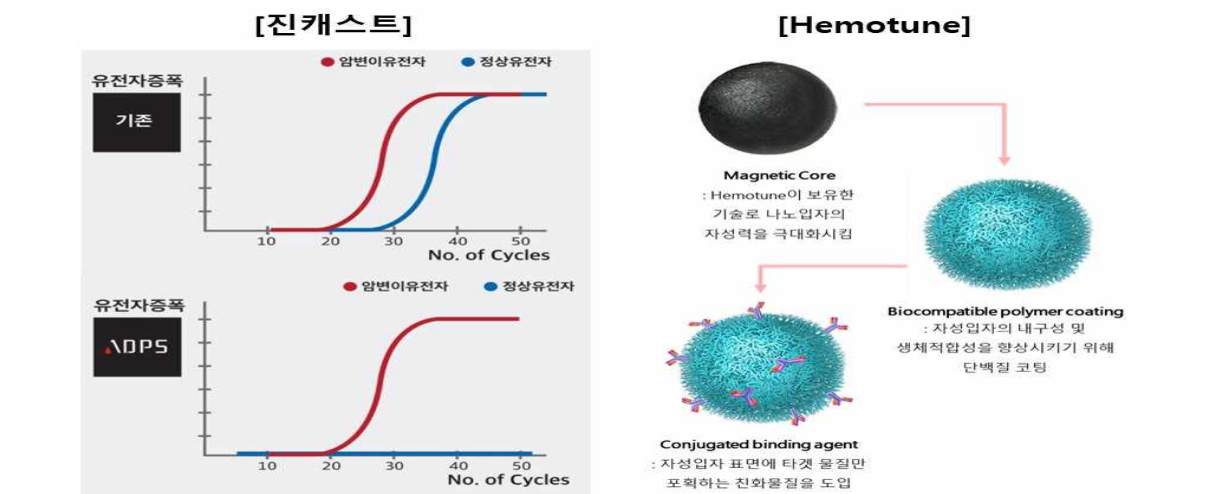 [진캐스트]
암변이유전자 정상유전자
유전자증폭
기존
10 20 30 40 50
No. of Cycles
암변이유전자 정상유전자
유전자증폭
ADPS
10 20 30 40 50
No. of Cycles
[Hemotune]
Magnetic Core
: Hemotune이 보유한
기술로 나노입자의
자성력을 극대화시킴
Biocompatible polymer coating
: 자성입자의 내구성 및
생체적합성을 향상시키기 위해
단백질 코팅
Conjugated binding agent
: 자성입자 표면에 타겟 물질만
포획하는 친화물질을 도입